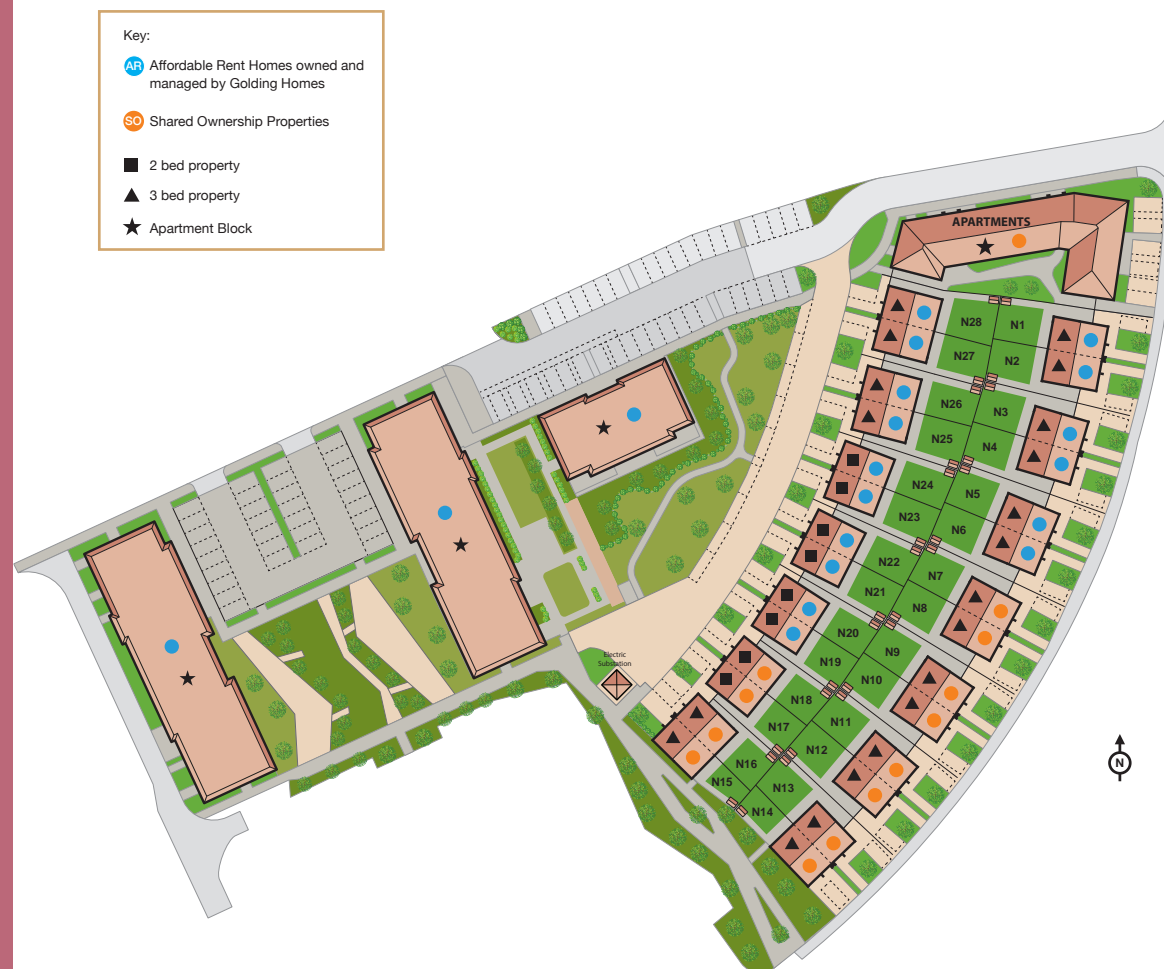 Key:
AR Affordable Rent Homes owned and
managed by Golding Homes
SO Shared Ownership Properties
2 bed property
3 bed property
Apartment Block
APARTMENTS
N28
N1
N27
N2
N26
N3
N25
N4
N24
N5
N23
N6
N22
N7
N21
N8
N20
N9
N19
N10
N18
N11
N17
N12
N16
N13
N15
N14
Electric
Substation
N